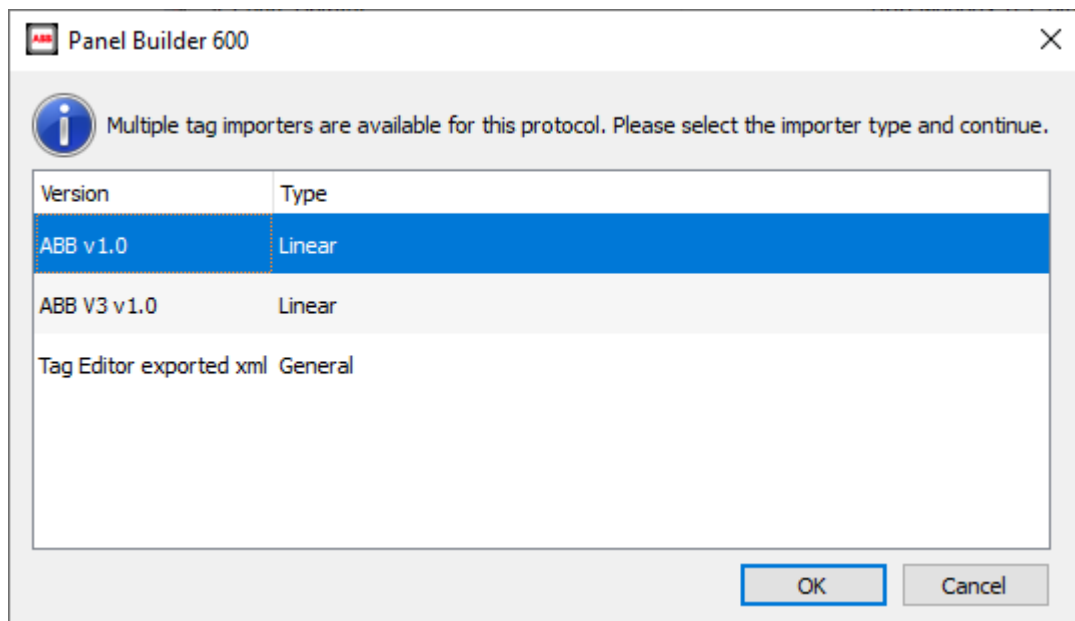 ABB Panel Builder 600
Multiple tag importers are available for this protocol. Please select the importer type and continue.
Version Type
ABB v1.0 Linear
ABB V3 v1.0 Linear
Tag Editor exported xml General
OK Cancel